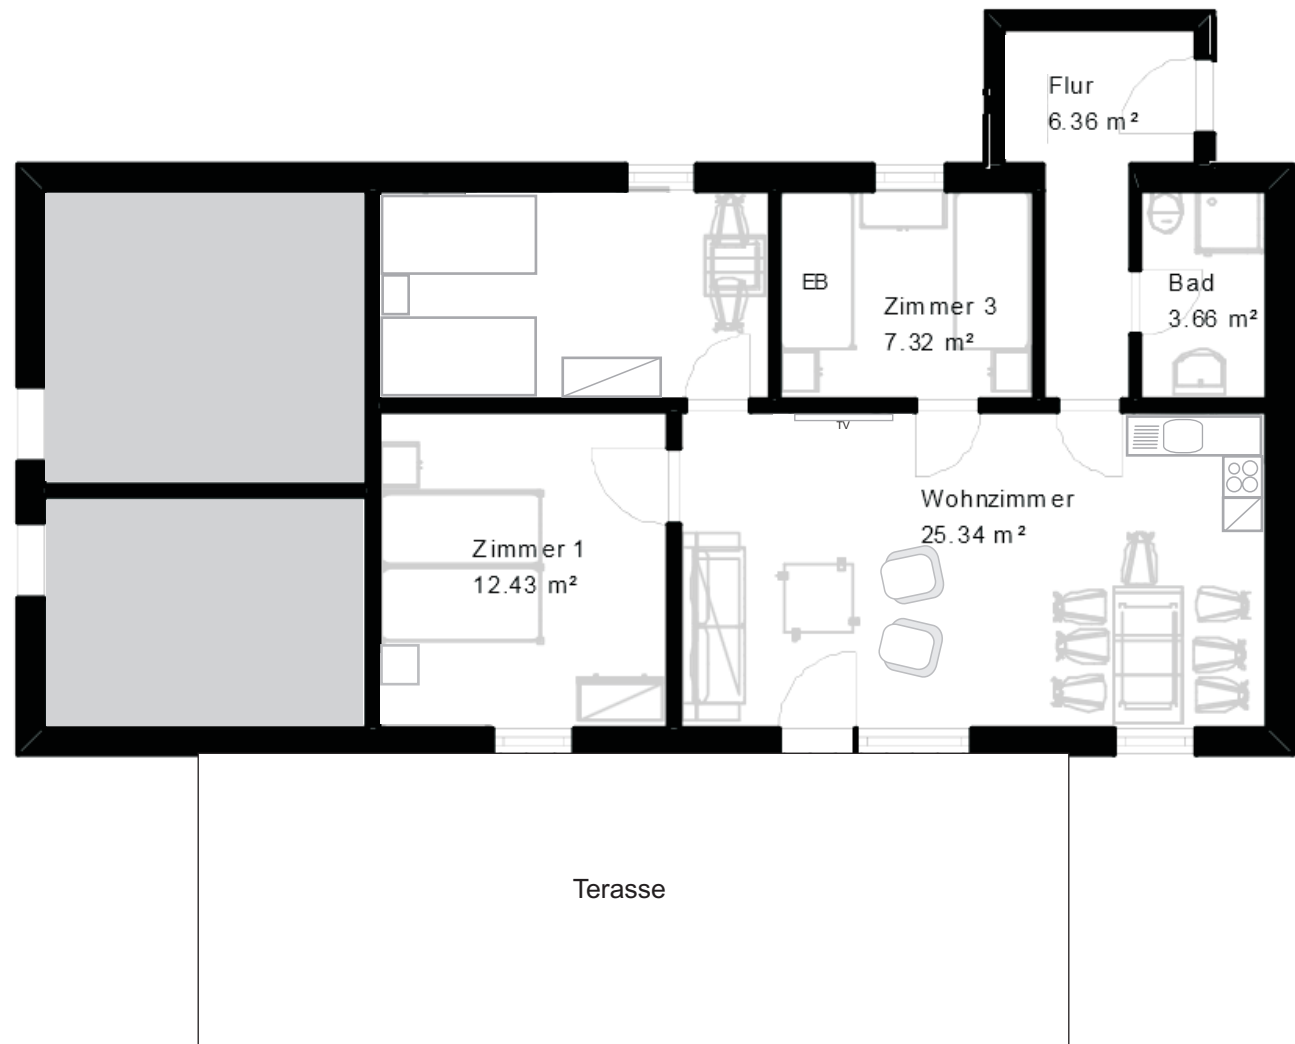 Flur
6.36 m²
EB
Zimmer 3
7.32 m²
Bad
3.66 m²
TV
Wohnzimmer
25.34 m²
Zimmer 1
12.43 m²
Terasse